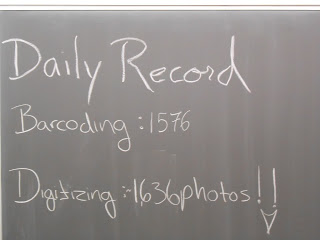 Daily Record
Barcoding : 1576
Digitizing : 1636 photos!!